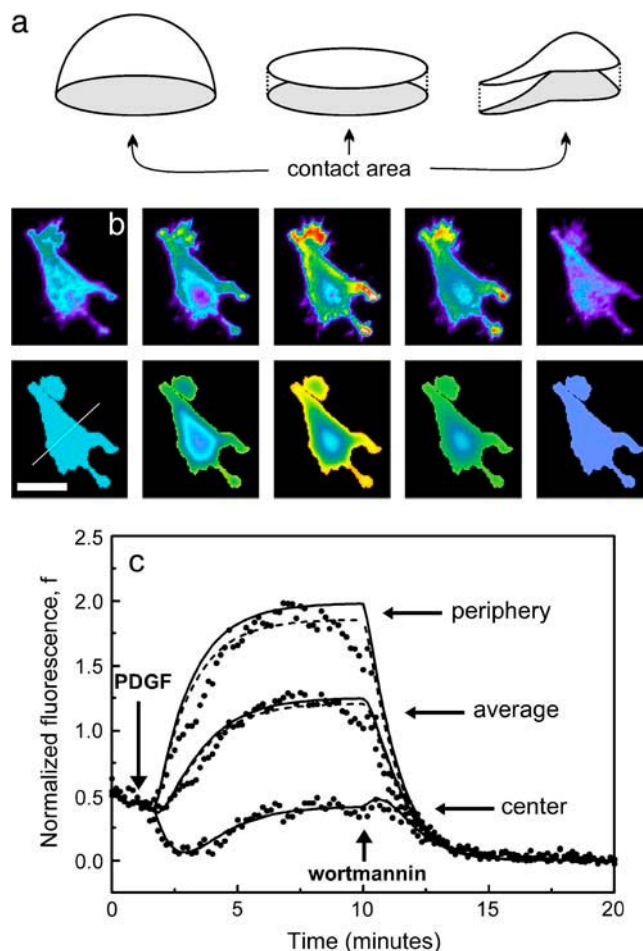 a
contact area
b
c
Normalized fluorescence, f
2.5
2.0
1.5
1.0
0.5
0.0
PDGF
periphery
average
center
wortmannin
0
5
10
15
20
Time (minutes)